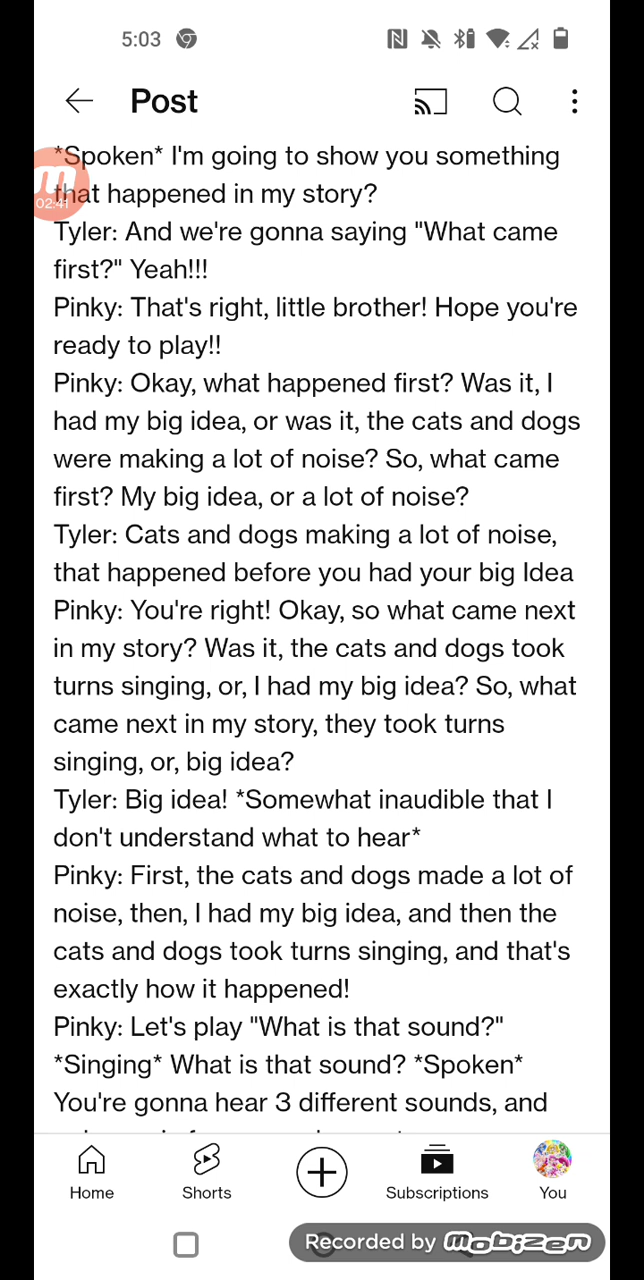 5:03
Post
*Spoken* I'm going to show you something
that happened in my story?
02:41
Tyler: And we're gonna saying "What came
first?" Yeah!!!
Pinky: That's right, little brother! Hope you're
ready to play!!
Pinky: Okay, what happened first? Was it, I
had my big idea, or was it, the cats and dogs
were making a lot of noise? So, what came
first? My big idea, or a lot of noise?
Tyler: Cats and dogs making a lot of noise,
that happened before you had your big Idea
Pinky: You're right! Okay, so what came next
in my story? Was it, the cats and dogs took
turns singing, or, I had my big idea? So, what
came next in my story, they took turns
singing, or, big idea?
Tyler: Big idea! *Somewhat inaudible that I
don't understand what to hear*
Pinky: First, the cats and dogs made a lot of
noise, then, I had my big idea, and then the
cats and dogs took turns singing, and that's
exactly how it happened!
Pinky: Let's play "What is that sound?"
*Singing* What is that sound? *Spoken*
You're gonna hear 3 different sounds, and
Home Shorts Subscriptions You
Recorded by mobizen